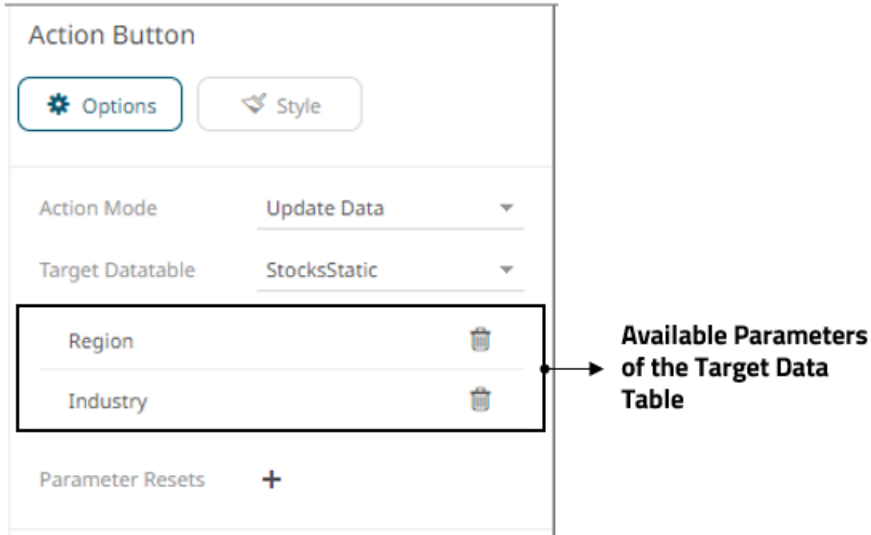 Action Button
Options
Style
Action Mode
Update Data
Target Datatable
StocksStatic
Region
Industry
Parameter Resets
+
Available Parameters
of the Target Data
Table